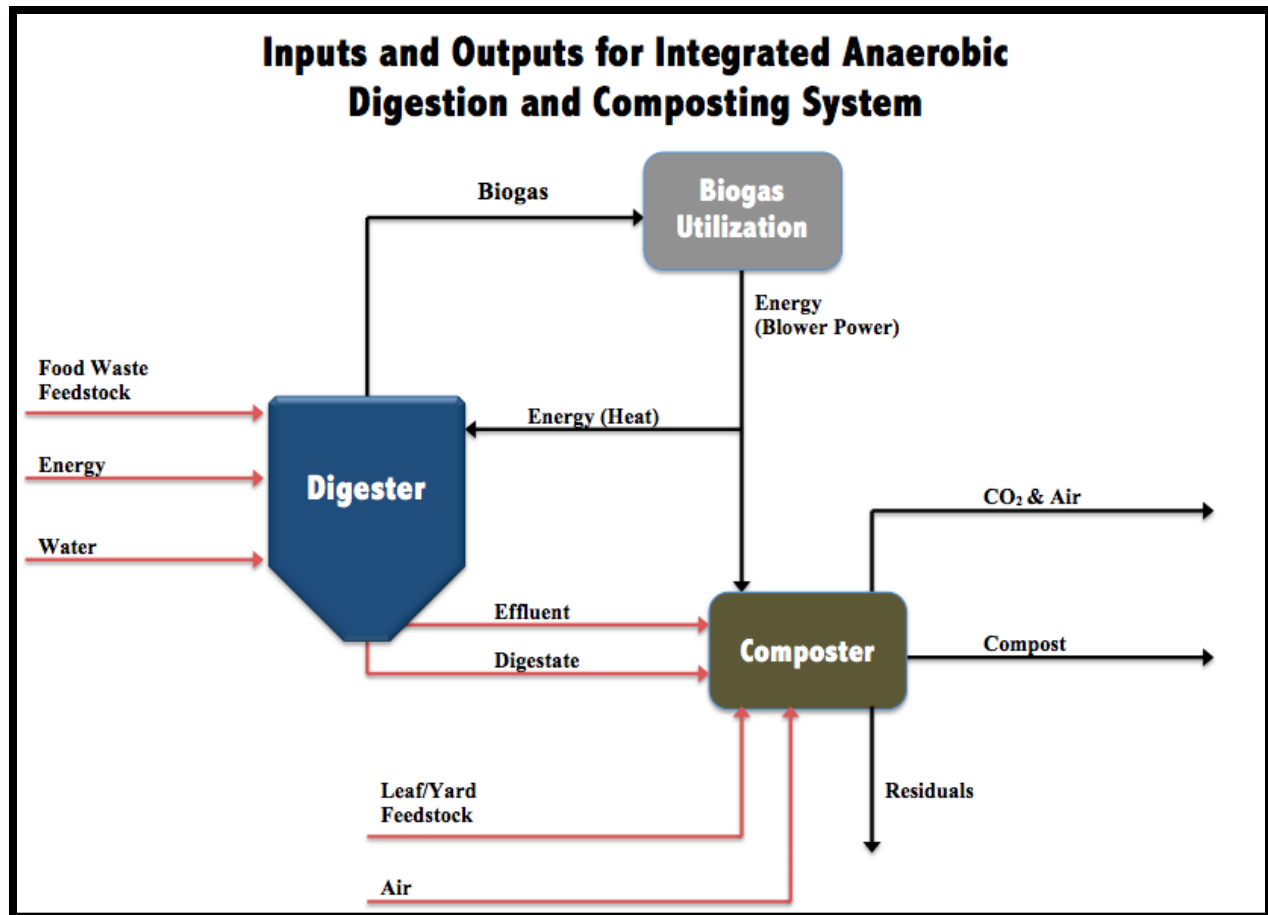 Inputs and Outputs for Integrated Anaerobic
Digestion and Composting System
Biogas
Biogas
Utilization
Energy
(Blower Power)
Food Waste
Feedstock
Energy (Heat)
Energy
Digester
CO₂ & Air
Water
Effluent
Composter
Compost
Digestate
Leaf/Yard
Feedstock
Residuals
Air